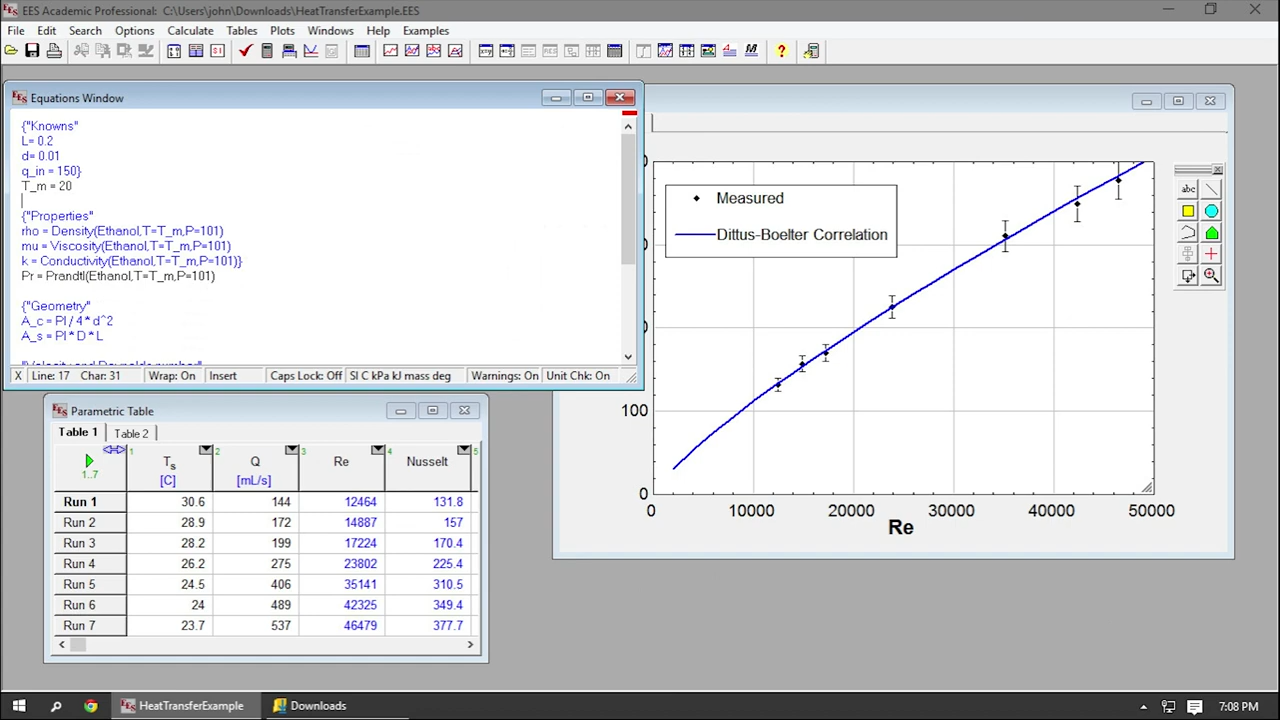 EES Academic Professional: C:\Users\john\Downloads\HeatTransferExample.EES
File Edit Search Options Calculate Tables Plots Windows Help Examples
Equations Window
{"Knowns"
L= 0.2
d= 0.01
q_in = 150}
T_m = 20
{"Properties"
rho = Density(Ethanol,T=T_m,P=101)
mu = Viscosity(Ethanol,T=T_m,P=101)
k = Conductivity(Ethanol,T=T_m,P=101)}
Pr = Prandtl(Ethanol,T=T_m,P=101)
{"Geometry"
A_c = PI / 4 * d^2
A_s = PI * D * L
X Line: 17 Char: 31 Wrap: On Insert Caps Lock: Off SI C kPa kJ mass deg Warnings: On Unit Chk: On
Measured
Dittus-Boelter Correlation
abc
100
0
0 10000 20000 30000 40000 50000
Re
Parametric Table
Table 1 Table 2
1..7
1 2 3 4 5
Ts Q Re Nusselt
[C] [mL/s]
Run 1 30.6 144 12464 131.8
Run 2 28.9 172 14887 157
Run 3 28.2 199 17224 170.4
Run 4 26.2 275 23802 225.4
Run 5 24.5 406 35141 310.5
Run 6 24 489 42325 349.4
Run 7 23.7 537 46479 377.7
HeatTransferExample Downloads 7:08 PM